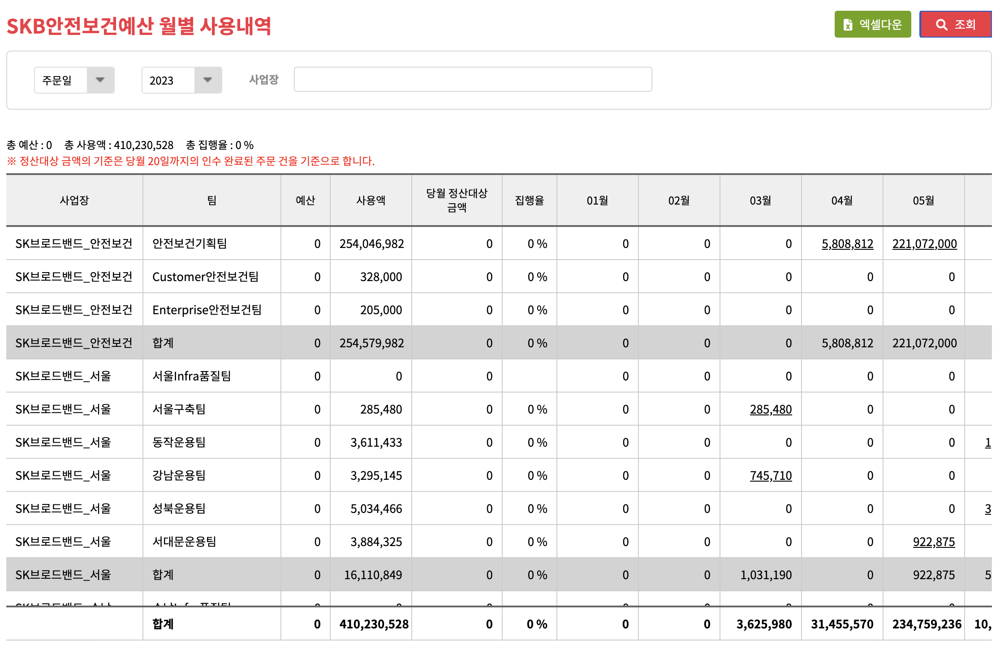 SKB안전보건예산 월별 사용내역
엑셀다운 조회
주문일 2023 사업장
총 예산 : 0 총 사용액 : 410,230,528 총 집행율 : 0 %
※ 정산대상 금액의 기준은 당월 20일까지의 인수 완료된 주문 건을 기준으로 합니다.
사업장 팀 예산 사용액 당월 정산대상 금액 집행율 01월 02월 03월 04월 05월
SK브로드밴드_안전보건 안전보건기획팀 0 254,046,982 0 0 % 0 0 0 5,808,812 221,072,000
SK브로드밴드_안전보건 Customer안전보건팀 0 328,000 0 0 % 0 0 0 0 0
SK브로드밴드_안전보건 Enterprise안전보건팀 0 205,000 0 0 % 0 0 0 0 0
SK브로드밴드_안전보건 합계 0 254,579,982 0 0 % 0 0 0 5,808,812 221,072,000
SK브로드밴드_서울 서울Infra품질팀 0 0 0 0 0 0 0 0
SK브로드밴드_서울 서울구축팀 0 285,480 0 0 % 0 0 285,480 0 0
SK브로드밴드_서울 동작운용팀 0 3,611,433 0 0 % 0 0 0 0 0 1
SK브로드밴드_서울 강남운용팀 0 3,295,145 0 0 % 0 0 745,710 0 0
SK브로드밴드_서울 성북운용팀 0 5,034,466 0 0 % 0 0 0 0 0 3
SK브로드밴드_서울 서대문운용팀 0 3,884,325 0 0 % 0 0 0 0 922,875
SK브로드밴드_서울 합계 0 16,110,849 0 0 % 0 0 1,031,190 0 922,875 5
합계 0 410,230,528 0 0 % 0 0 3,625,980 31,455,570 234,759,236 10,